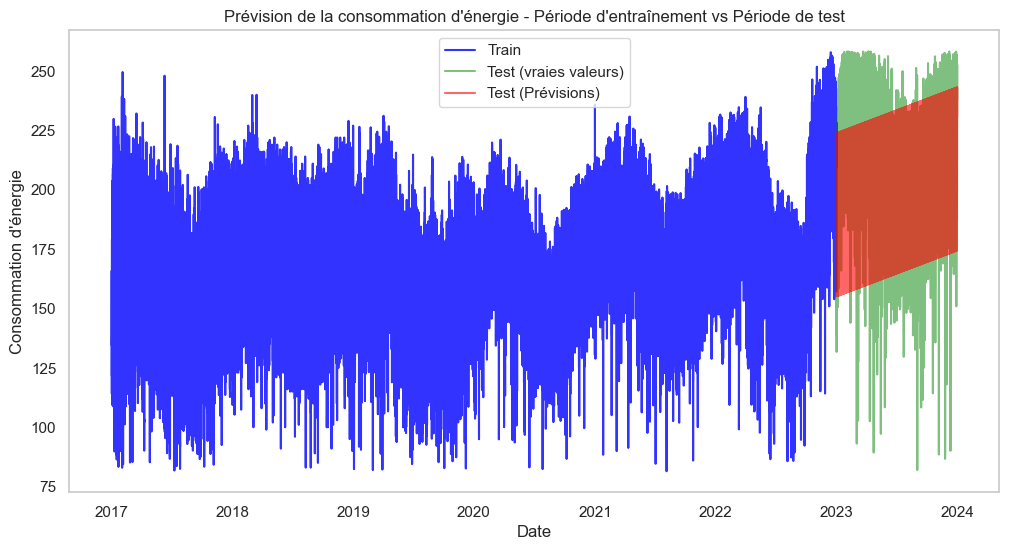 Prévision de la consommation d'énergie - Période d'entraînement vs Période de test
Train
Test (vraies valeurs)
Test (Prévisions)
Consommation d'énergie
250
225
200
175
150
125
100
75
2017
2018
2019
2020
2021
2022
2023
2024
Date